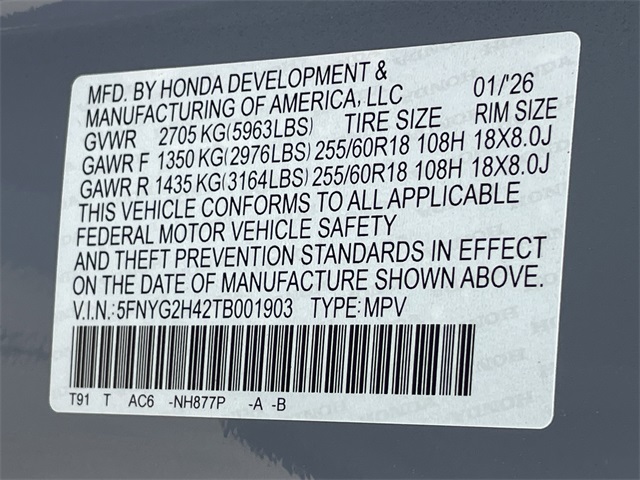 MFD. BY HONDA DEVELOPMENT &
MANUFACTURING OF AMERICA, LLC 01/'26
GVWR 2705 KG(5963LBS) TIRE SIZE RIM SIZE
GAWR F 1350 KG(2976LBS) 255/60R18 108H 18X8.0J
GAWR R 1435 KG(3164LBS) 255/60R18 108H 18X8.0J
THIS VEHICLE CONFORMS TO ALL APPLICABLE
FEDERAL MOTOR VEHICLE SAFETY
AND THEFT PREVENTION STANDARDS IN EFFECT
ON THE DATE OF MANUFACTURE SHOWN ABOVE.
V.I.N.:5FNYG2H42TB001903 TYPE:MPV
T91 T AC6 -NH877P -A -B